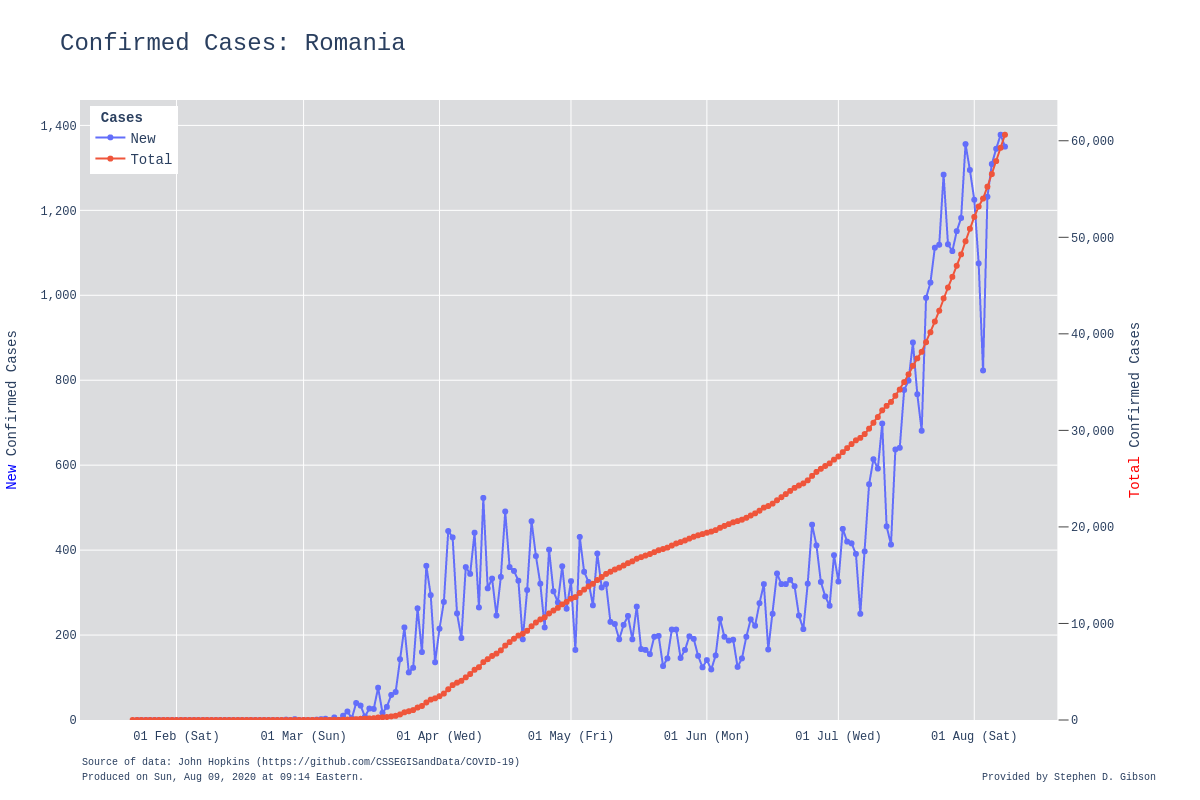 Confirmed Cases: Romania
Cases
New
Total
1,400
1,200
1,000
800
600
400
200
0
New Confirmed Cases
60,000
50,000
40,000
30,000
20,000
10,000
0
Total Confirmed Cases
01 Feb (Sat)
01 Mar (Sun)
01 Apr (Wed)
01 May (Fri)
01 Jun (Mon)
01 Jul (Wed)
01 Aug (Sat)
Source of data: John Hopkins (https://github.com/CSSEGISandData/COVID-19)
Produced on Sun, Aug 09, 2020 at 09:14 Eastern.
Provided by Stephen D. Gibson